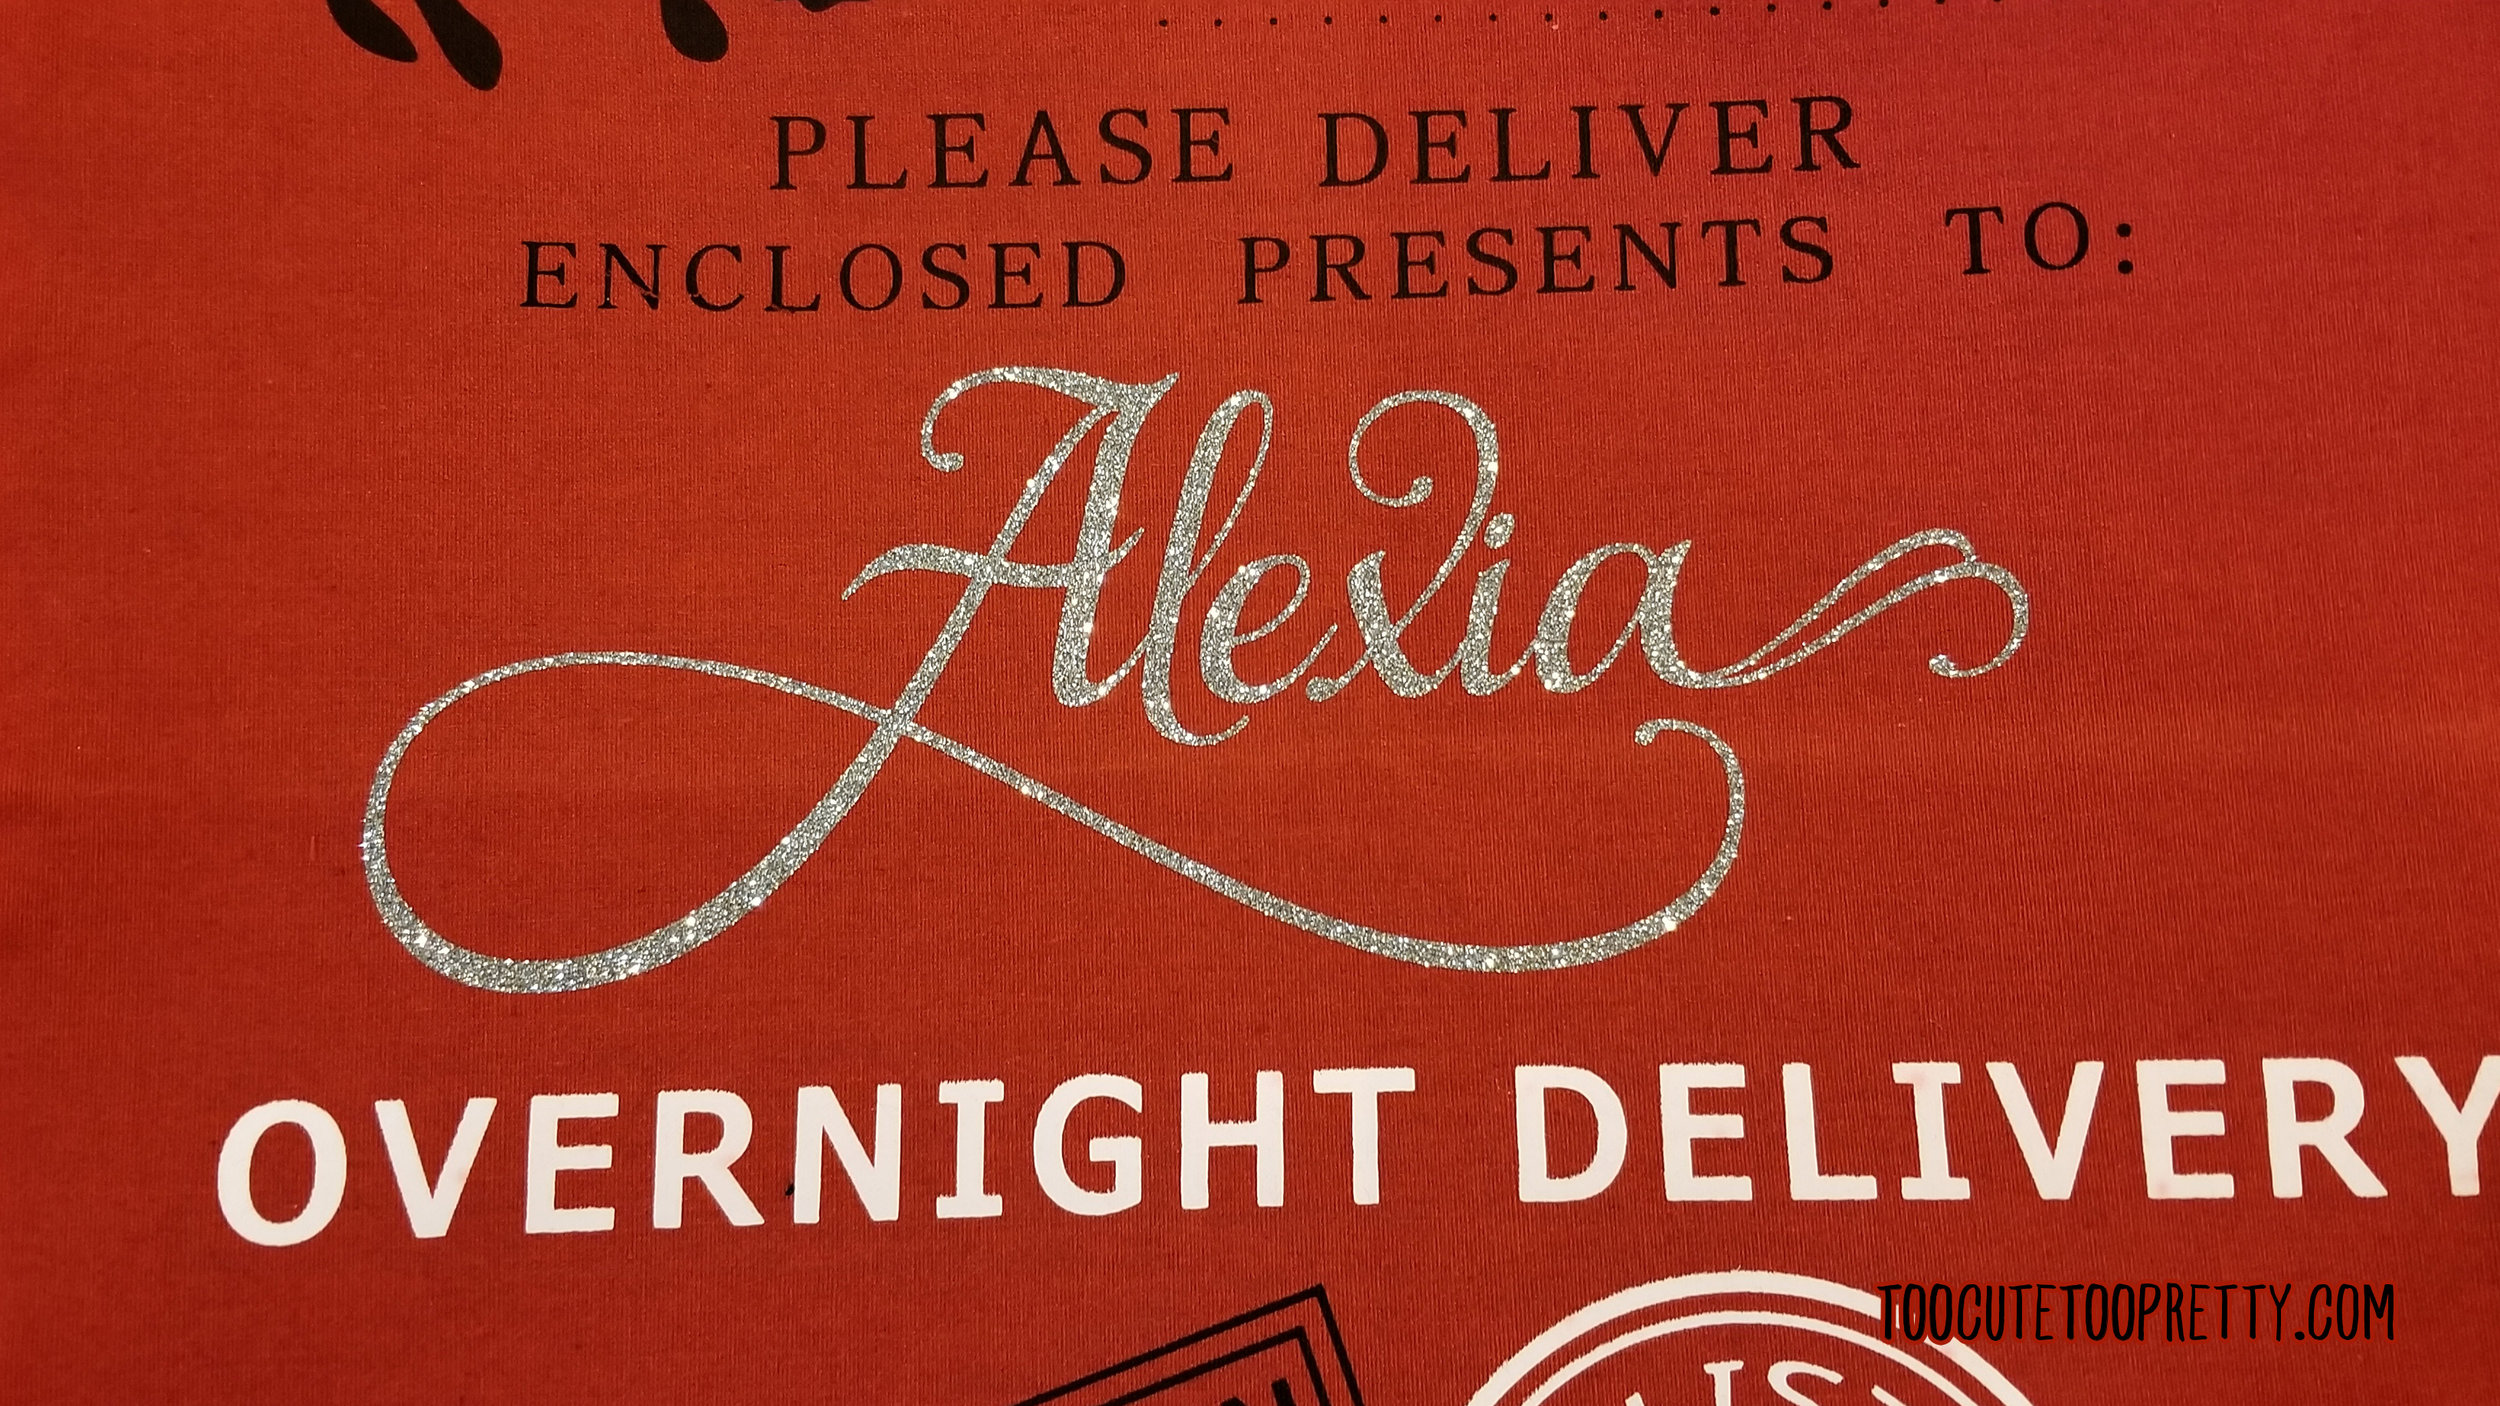 PLEASE DELIVER
ENCLOSED PRESENTS TO:
Alexia
OVERNIGHT DELIVERY
TOOCUTETOOPRETTY.COM